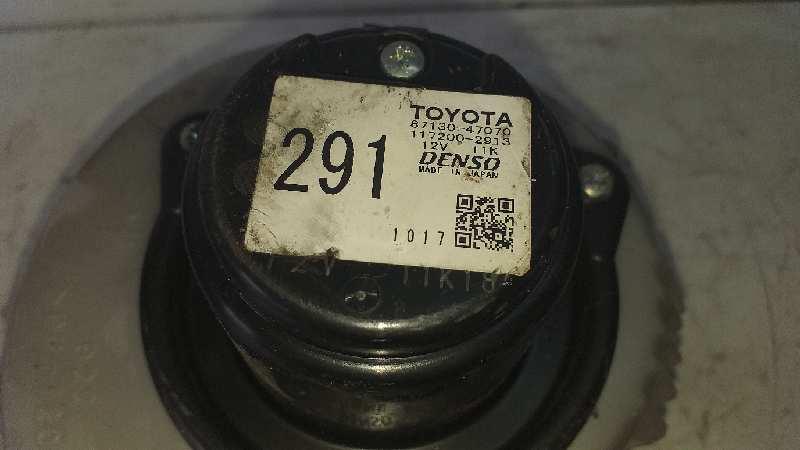 TOYOTA
87130-47070
117200-2913
12V 11K
DENSO
MADE IN JAPAN
291
1017